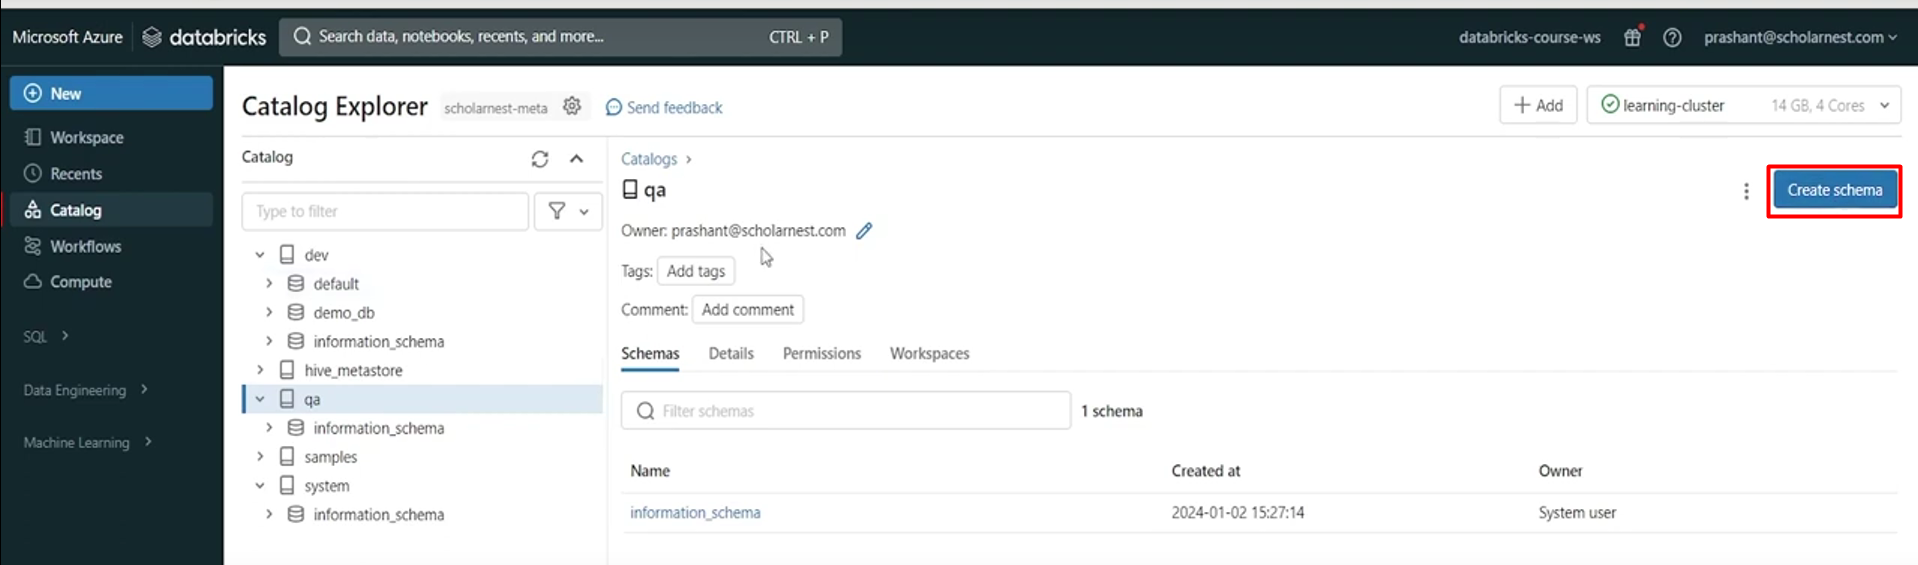 Microsoft Azure databricks Search data, notebooks, recents, and more... CTRL + P databricks-course-ws prashant@scholarnest.com
New
Workspace
Recents
Catalog
Workflows
Compute
SQL
Data Engineering
Machine Learning
Catalog Explorer scholarnest-meta Send feedback Add learning-cluster 14 GB, 4 Cores
Catalog
Type to filter
dev
default
demo_db
information_schema
hive_metastore
qa
information_schema
samples
system
information_schema
Catalogs
qa
Create schema
Owner: prashant@scholarnest.com
Tags: Add tags
Comment: Add comment
Schemas Details Permissions Workspaces
Filter schemas 1 schema
Name Created at Owner
information_schema 2024-01-02 15:27:14 System user